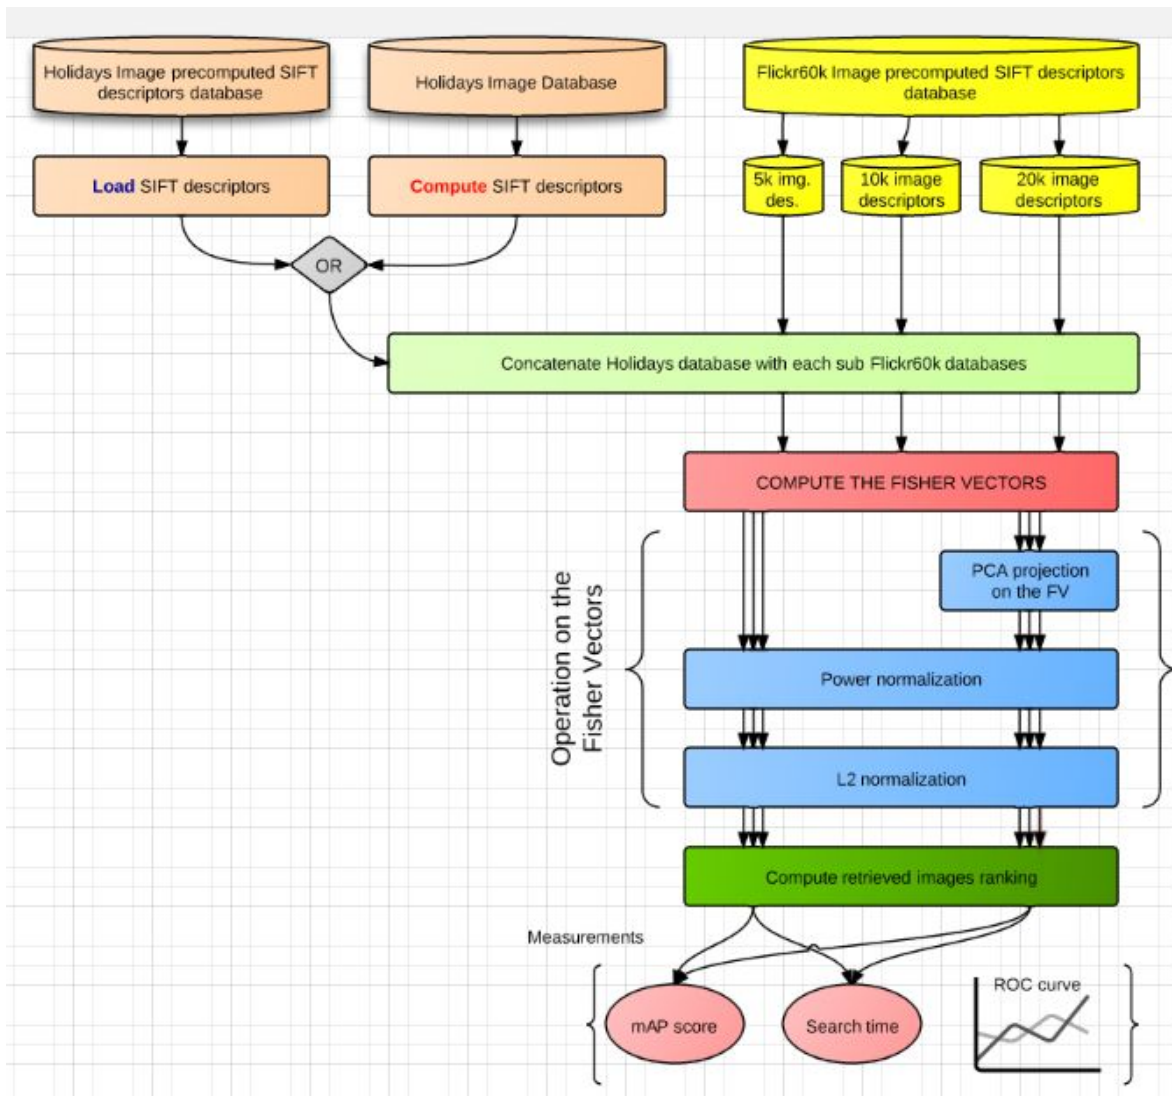 Holidays Image precomputed SIFT
descriptors database
Holidays Image Database
Flickr60k Image precomputed SIFT descriptors
database
Load SIFT descriptors
Compute SIFT descriptors
5k img.
des.
10k image
descriptors
20k image
descriptors
OR
Concatenate Holidays database with each sub Flickr60k databases
COMPUTE THE FISHER VECTORS
Operation on the
Fisher Vectors
PCA projection
on the FV
Power normalization
L2 normalization
Compute retrieved images ranking
Measurements
mAP score
Search time
ROC curve